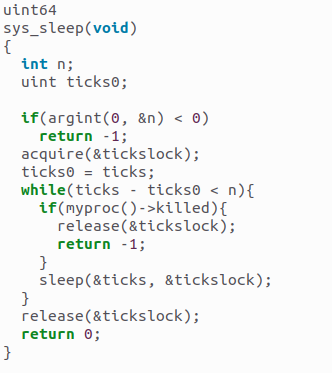 uint64
sys_sleep(void)
{
  int n;
  uint ticks0;

  if(argint(0, &n) < 0)
    return -1;
  acquire(&tickslock);
  ticks0 = ticks;
  while(ticks - ticks0 < n){
    if(myproc()->killed){
      release(&tickslock);
      return -1;
    }
    sleep(&ticks, &tickslock);
  }
  release(&tickslock);
  return 0;
}